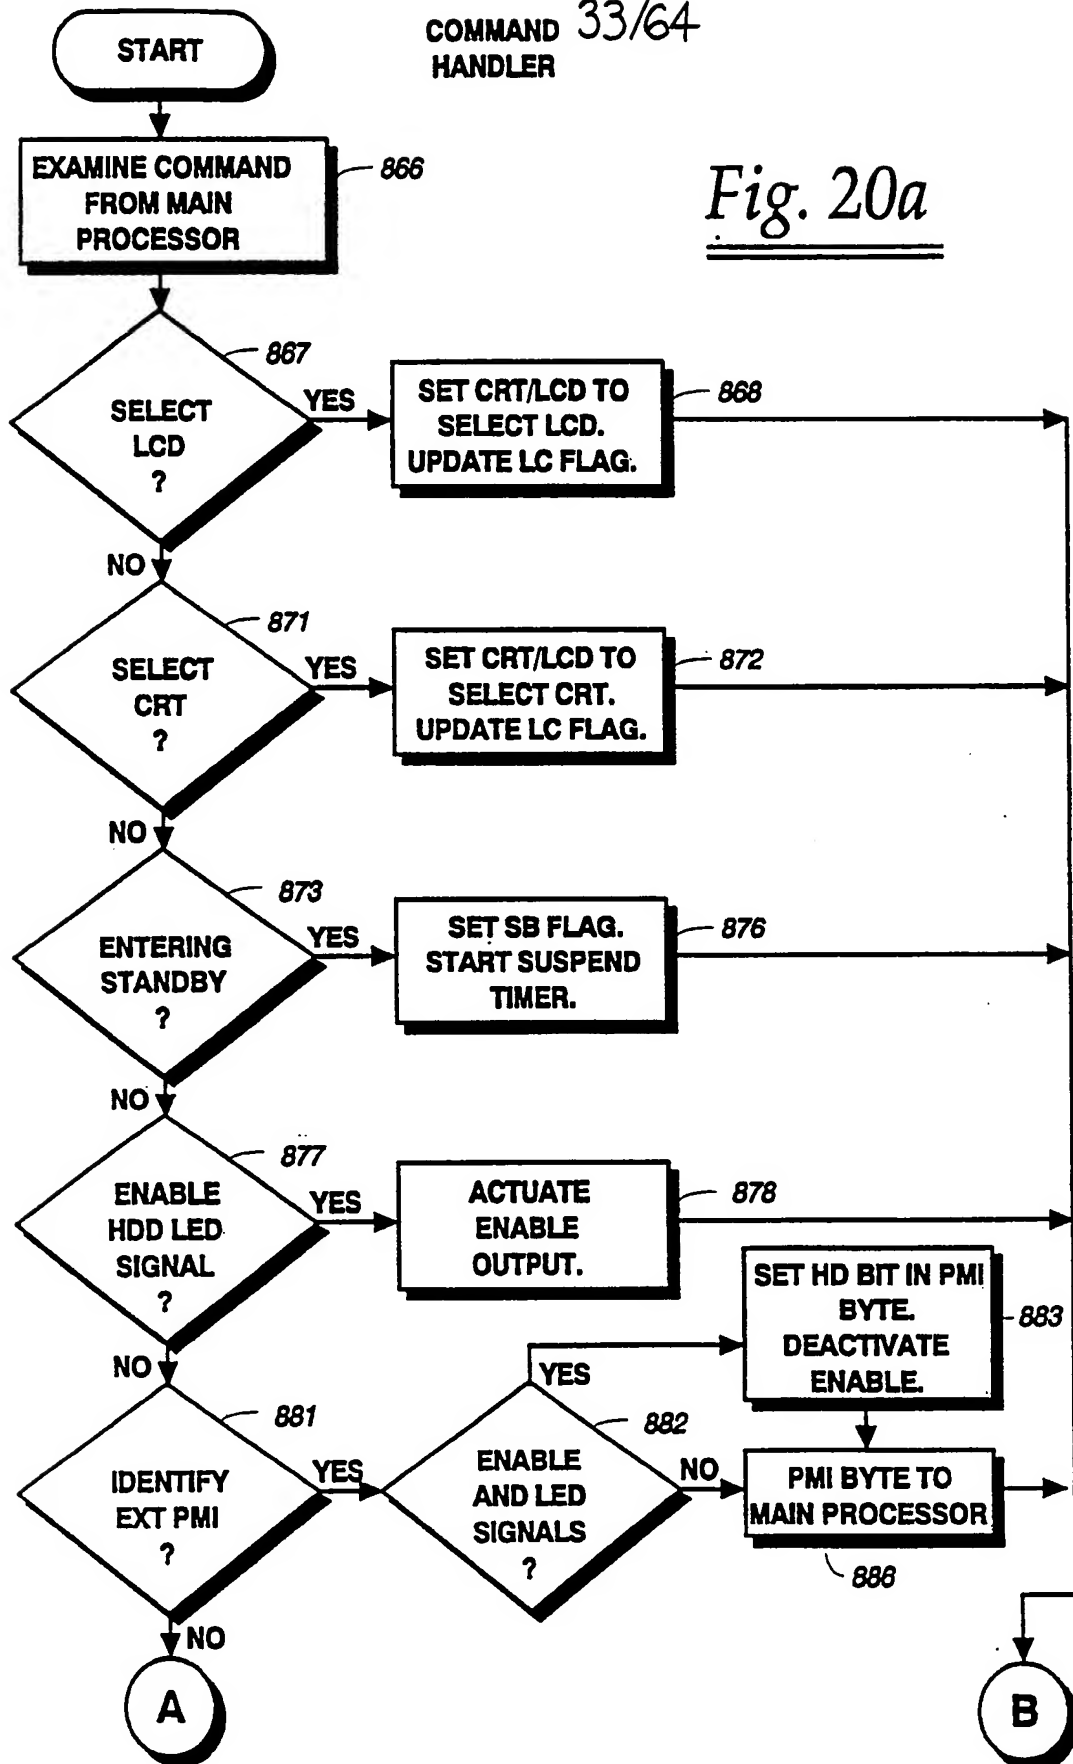 COMMAND 33/64
HANDLER
START
EXAMINE COMMAND
FROM MAIN
PROCESSOR
866
Fig. 20a
SELECT
LCD
?
867
YES
SET CRT/LCD TO
SELECT LCD.
UPDATE LC FLAG.
868
NO
SELECT
CRT
?
871
YES
SET CRT/LCD TO
SELECT CRT.
UPDATE LC FLAG.
872
NO
ENTERING
STANDBY
?
873
YES
SET SB FLAG.
START SUSPEND
TIMER.
876
NO
ENABLE
HDD LED
SIGNAL
?
877
YES
ACTUATE
ENABLE
OUTPUT.
878
NO
IDENTIFY
EXT PMI
?
881
YES
ENABLE
AND LED
SIGNALS
?
882
YES
SET HD BIT IN PMI
BYTE.
DEACTIVATE
ENABLE.
883
NO
PMI BYTE TO
MAIN PROCESSOR
886
NO
A
B